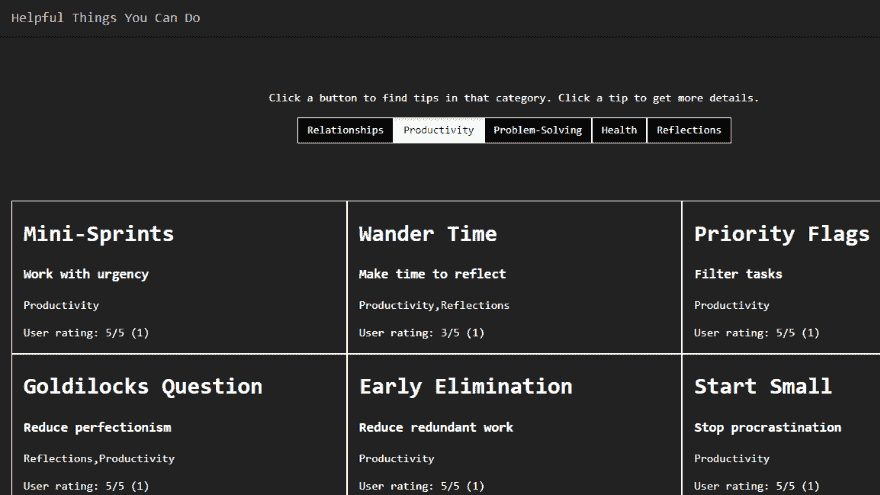 Helpful Things You Can Do
Click a button to find tips in that category. Click a tip to get more details.
Relationships Productivity Problem-Solving Health Reflections
Mini-Sprints
Work with urgency
Productivity
User rating: 5/5 (1)
Wander Time
Make time to reflect
Productivity,Reflections
User rating: 3/5 (1)
Priority Flags
Filter tasks
Productivity
User rating: 5/5 (1)
Goldilocks Question
Reduce perfectionism
Reflections,Productivity
User rating: 5/5 (1)
Early Elimination
Reduce redundant work
Productivity
User rating: 5/5 (1)
Start Small
Stop procrastination
Productivity
User rating: 5/5 (1)